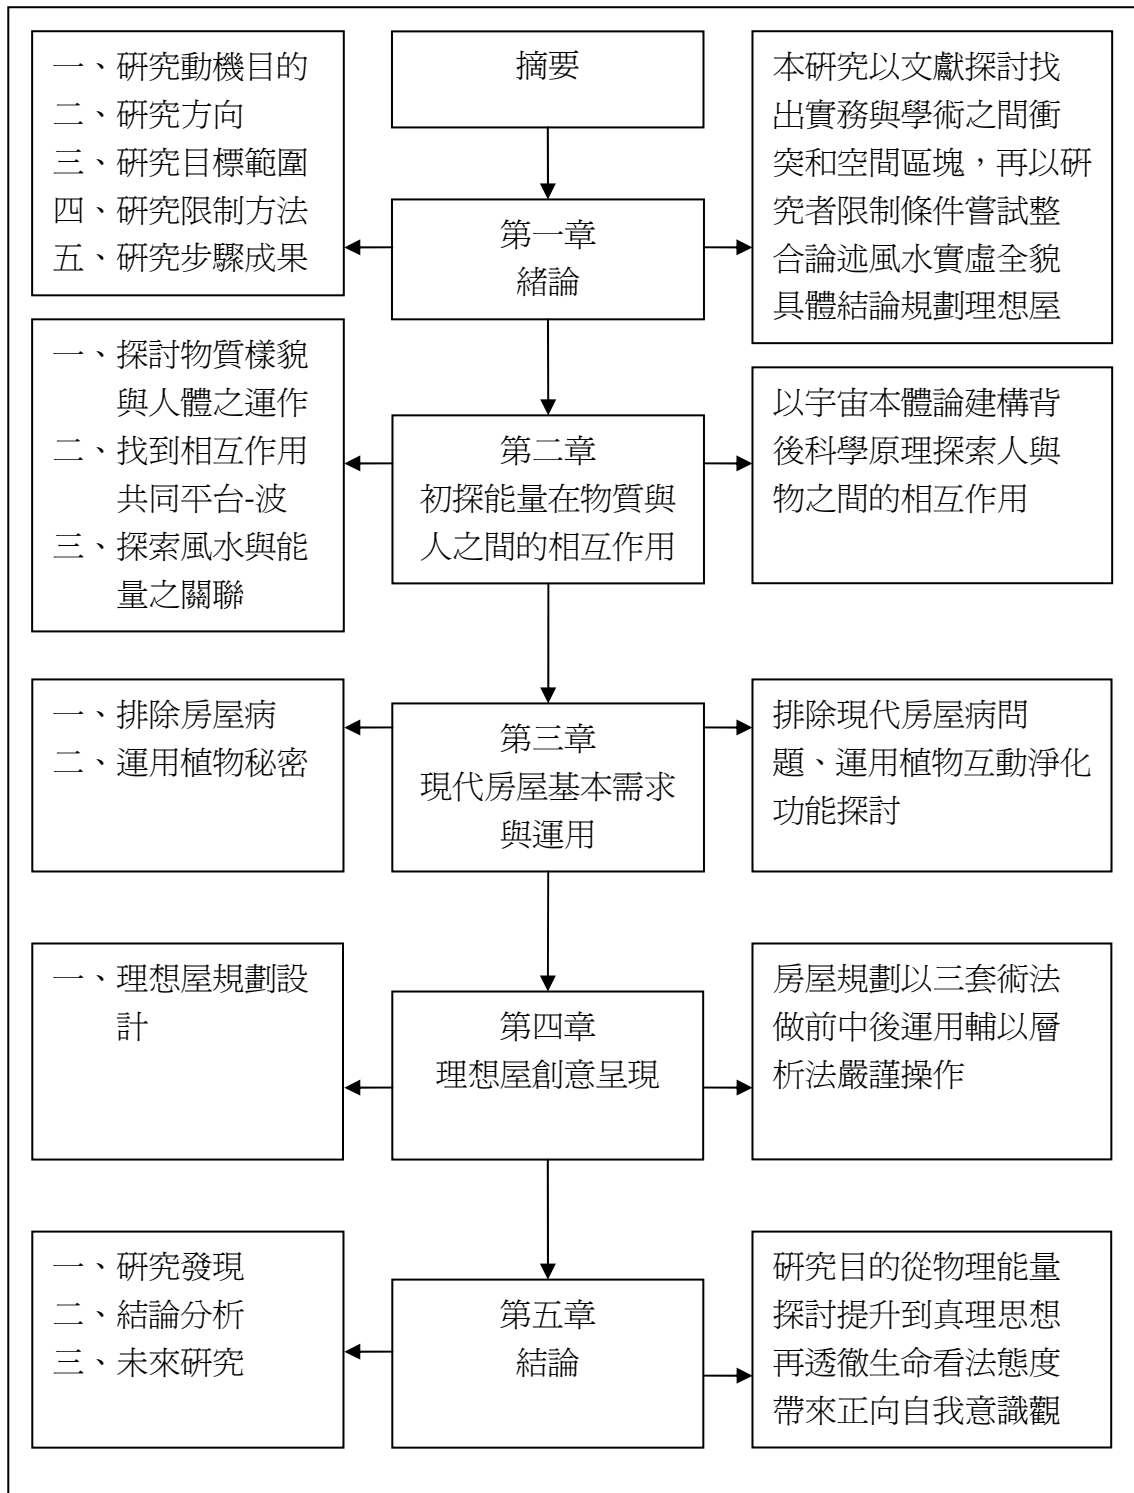 摘要
第一章
緒論
一、研究動機目的
二、研究方向
三、研究目標範圍
四、研究限制方法
五、研究步驟成果
本研究以文獻探討找
出實務與學術之間衝
突和空間區塊，再以研
究者限制條件嘗試整
合論述風水實虛全貌
具體結論規劃理想屋
第二章
初探能量在物質與
人之間的相互作用
一、探討物質樣貌
與人體之運作
二、找到相互作用
共同平台-波
三、探索風水與能
量之關聯
以宇宙本體論建構背
後科學原理探索人與
物之間的相互作用
第三章
現代房屋基本需求
與運用
一、排除房屋病
二、運用植物秘密
排除現代房屋病問
題、運用植物互動淨化
功能探討
第四章
理想屋創意呈現
一、理想屋規劃設
計
房屋規劃以三套術法
做前中後運用輔以層
析法嚴謹操作
第五章
結論
一、研究發現
二、結論分析
三、未來研究
研究目的從物理能量
探討提升到真理思想
再透徹生命看法態度
帶來正向自我意識觀